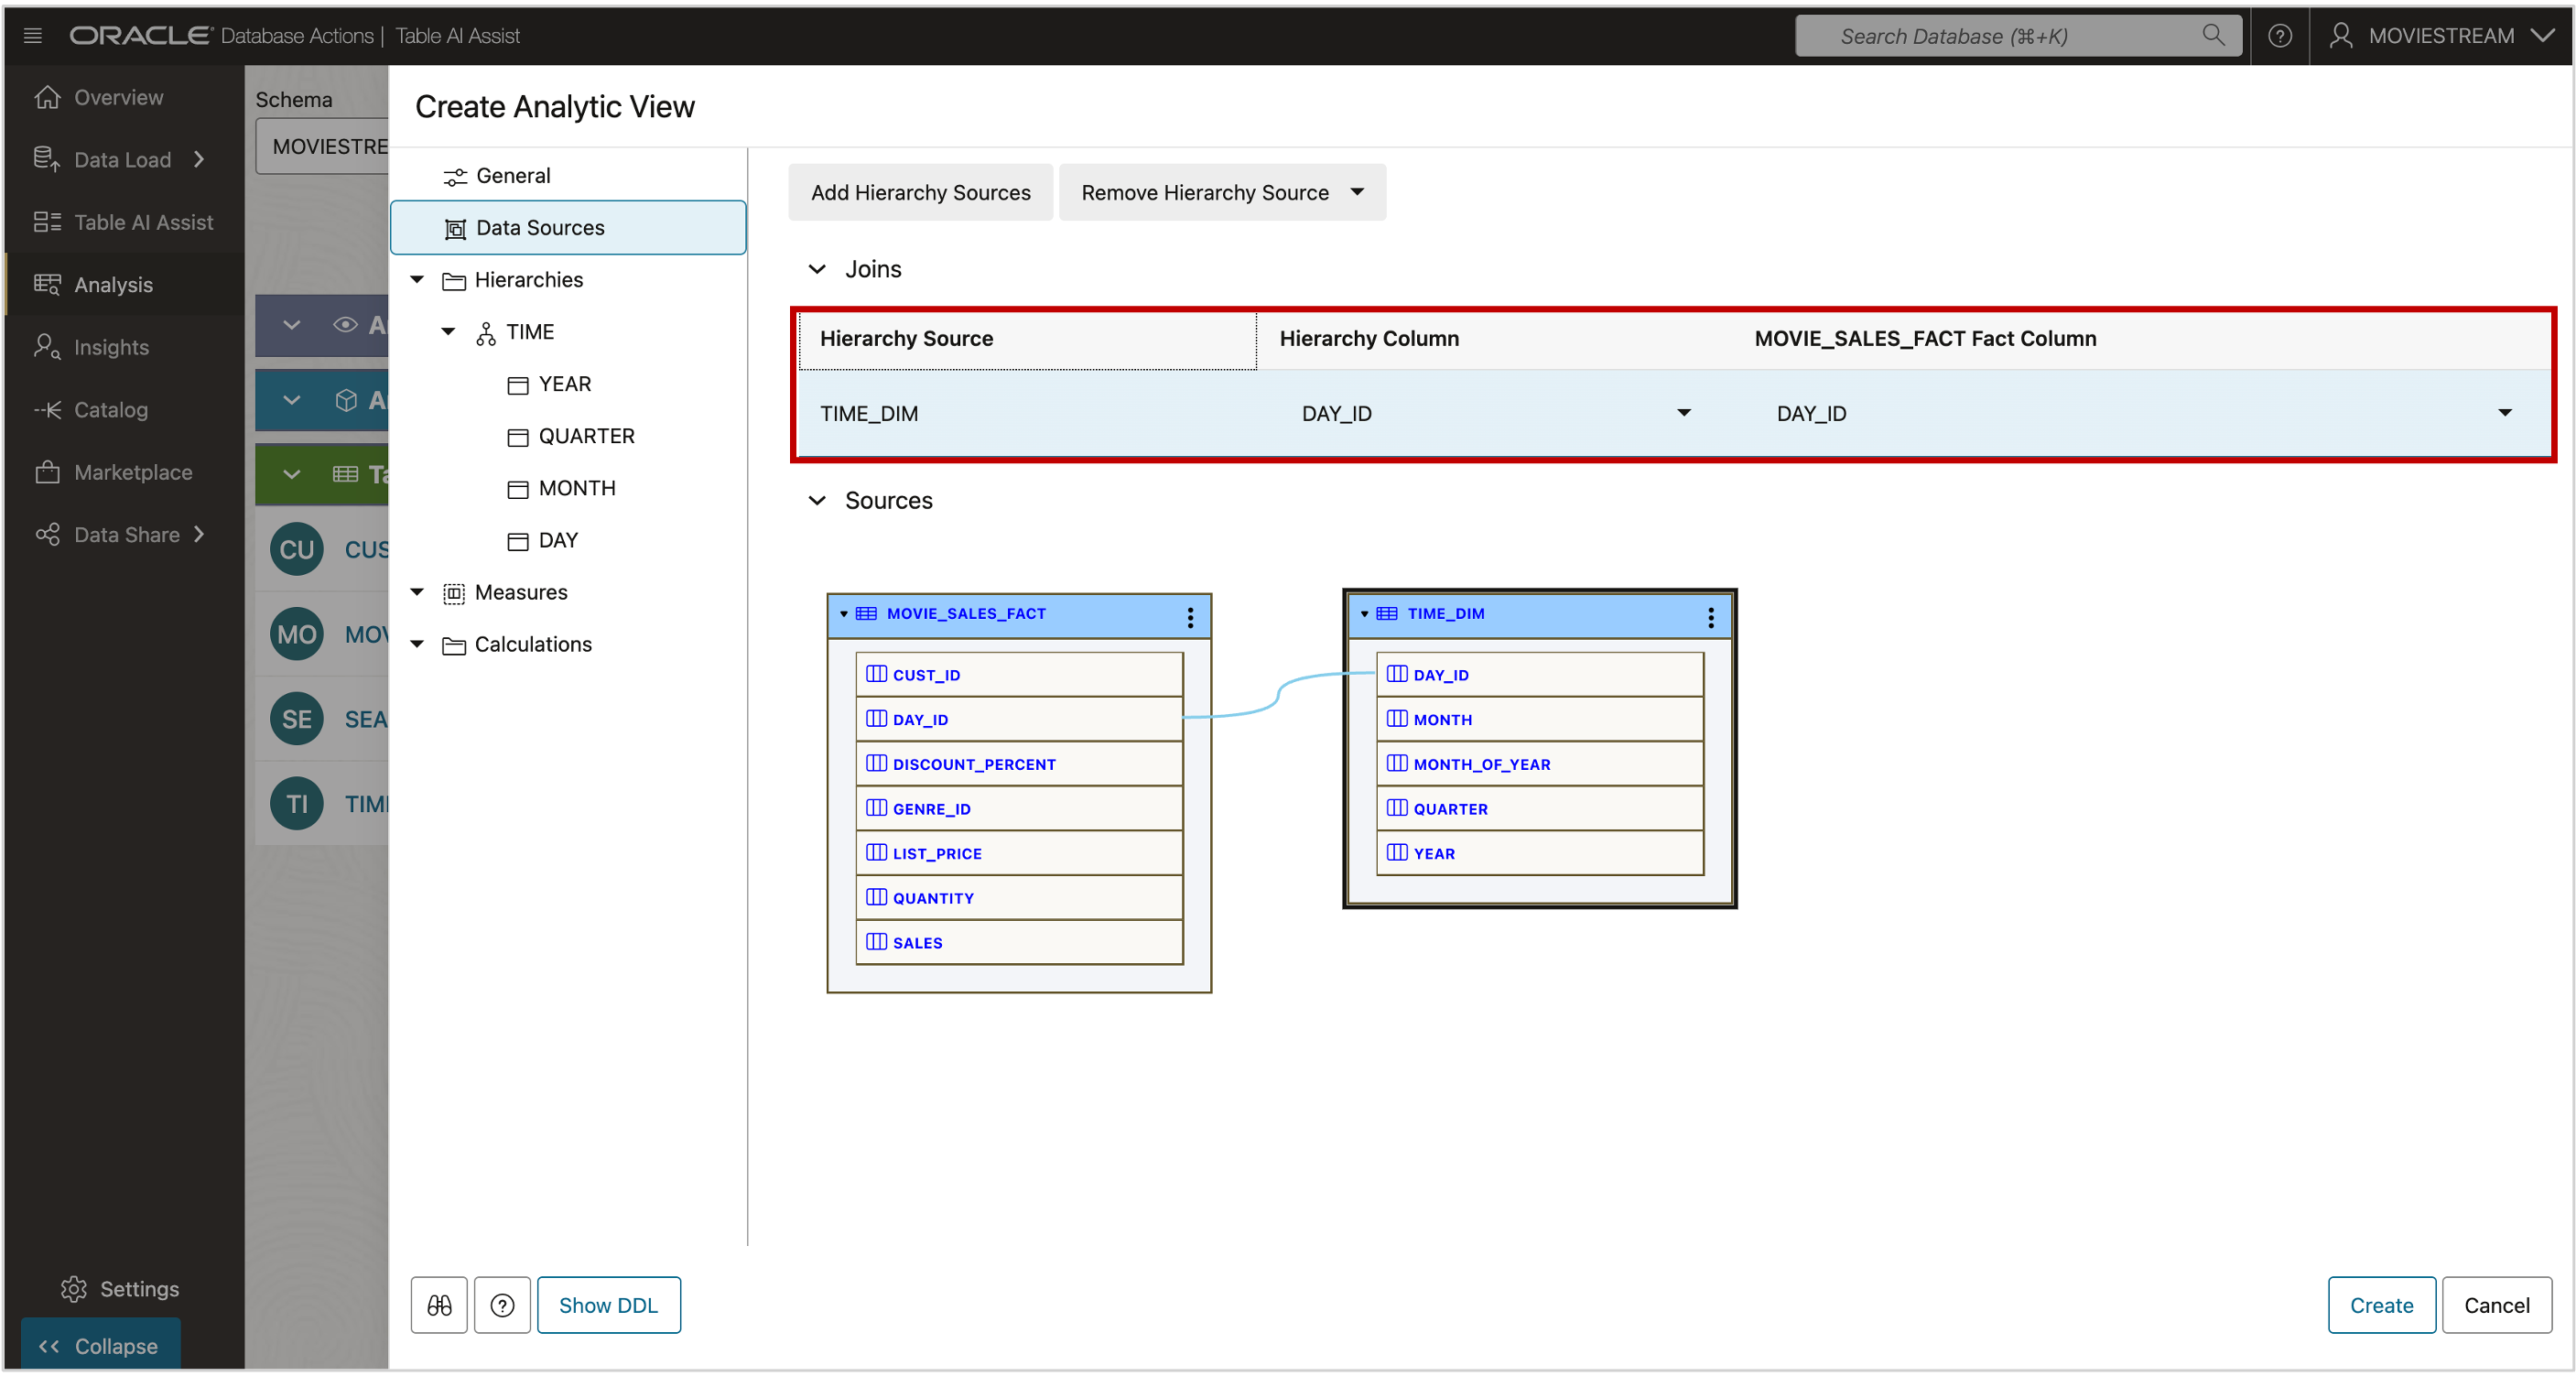 ORACLE Database Actions | Table AI Assist
Search Database (⌘+K)
MOVIESTREAM
Overview
Data Load
Table AI Assist
Analysis
Insights
Catalog
Marketplace
Data Share
Settings
Collapse
Schema
MOVIESTRE
A
A
Ta
CU CUS
MO MOV
SE SEA
TI TIM
Create Analytic View
General
Data Sources
Hierarchies
TIME
YEAR
QUARTER
MONTH
DAY
Measures
Calculations
Add Hierarchy Sources
Remove Hierarchy Source
Joins
Hierarchy Source Hierarchy Column MOVIE_SALES_FACT Fact Column
TIME_DIM DAY_ID DAY_ID
Sources
MOVIE_SALES_FACT
CUST_ID
DAY_ID
DISCOUNT_PERCENT
GENRE_ID
LIST_PRICE
QUANTITY
SALES
TIME_DIM
DAY_ID
MONTH
MONTH_OF_YEAR
QUARTER
YEAR
Show DDL
Create
Cancel